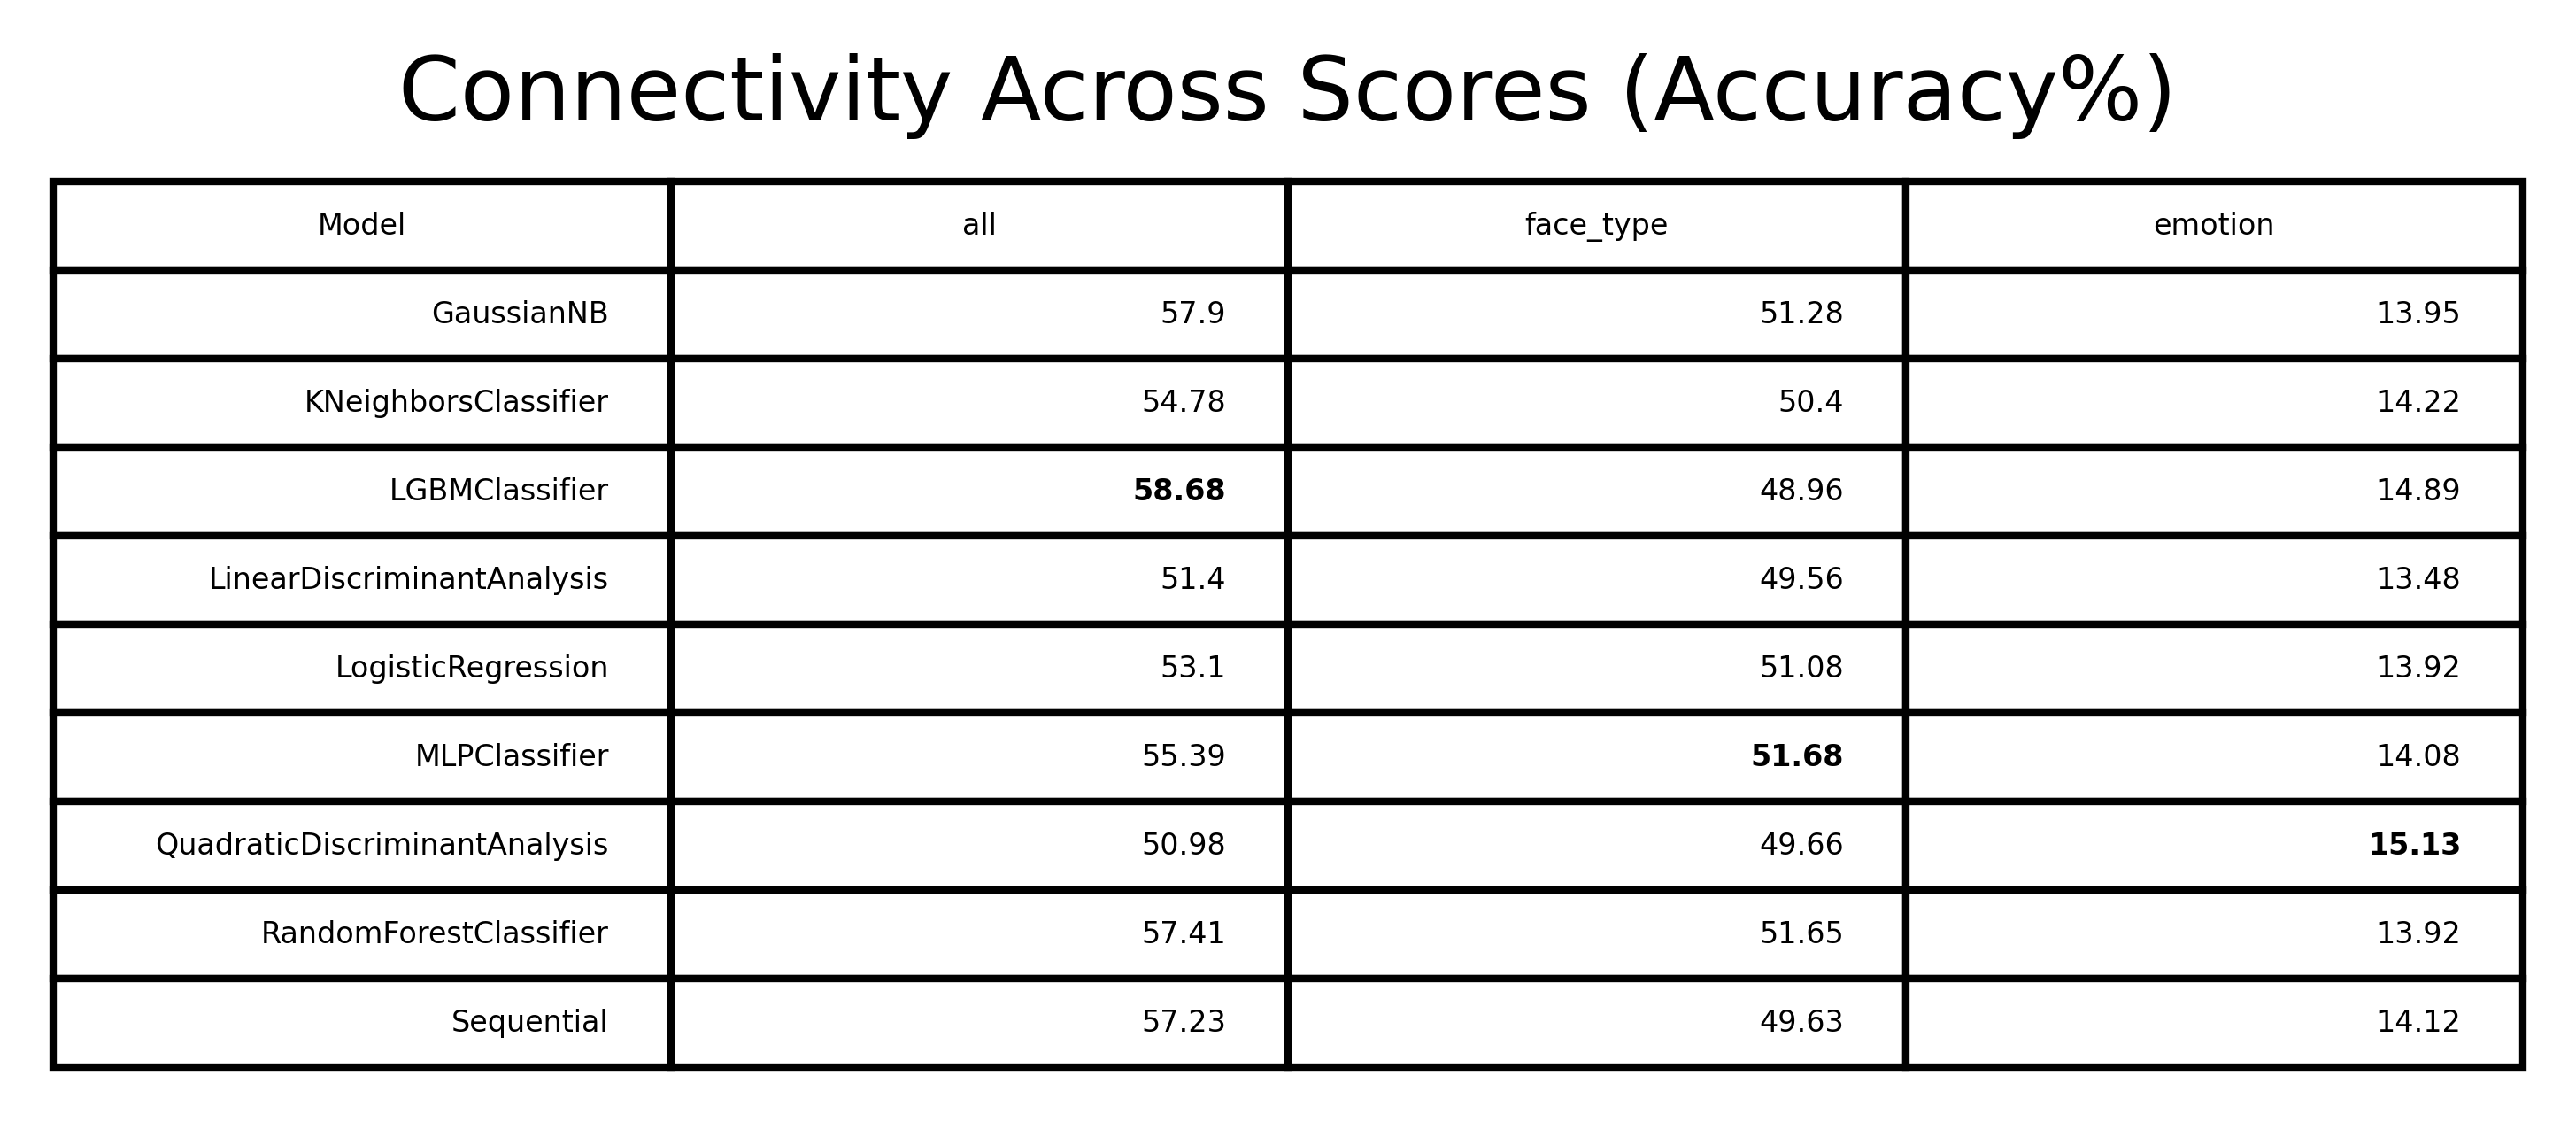 Connectivity Across Scores (Accuracy%)
Model all face_type emotion
GaussianNB 57.9 51.28 13.95
KNeighborsClassifier 54.78 50.4 14.22
LGBMClassifier 58.68 48.96 14.89
LinearDiscriminantAnalysis 51.4 49.56 13.48
LogisticRegression 53.1 51.08 13.92
MLPClassifier 55.39 51.68 14.08
QuadraticDiscriminantAnalysis 50.98 49.66 15.13
RandomForestClassifier 57.41 51.65 13.92
Sequential 57.23 49.63 14.12